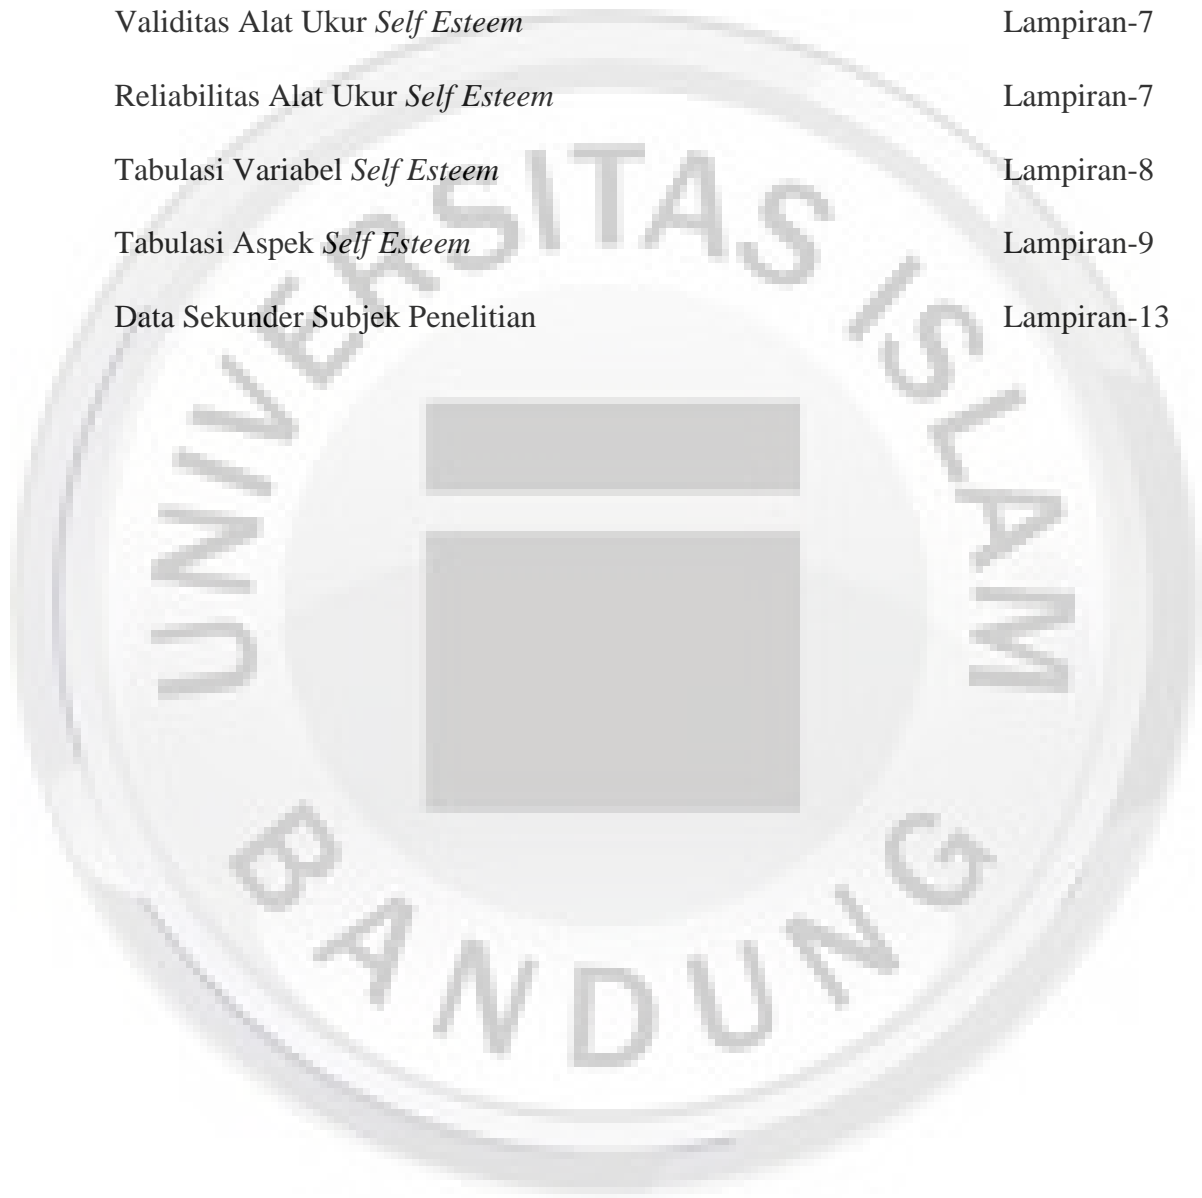 Validitas Alat Ukur Self Esteem Lampiran-7
Reliabilitas Alat Ukur Self Esteem Lampiran-7
Tabulasi Variabel Self Esteem Lampiran-8
Tabulasi Aspek Self Esteem Lampiran-9
Data Sekunder Subjek Penelitian Lampiran-13
UNIVERSITAS ISLAM
BANDUNG